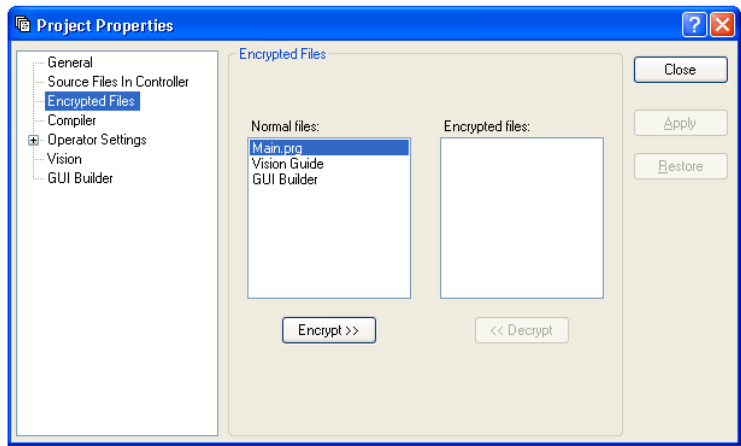 Project Properties
General
Source Files In Controller
Encrypted Files
Compiler
Operator Settings
Vision
GUI Builder
Encrypted Files
Normal files:
Main.prg
Vision Guide
GUI Builder
Encrypt >>
Encrypted files:
<< Decrypt
Close
Apply
Restore